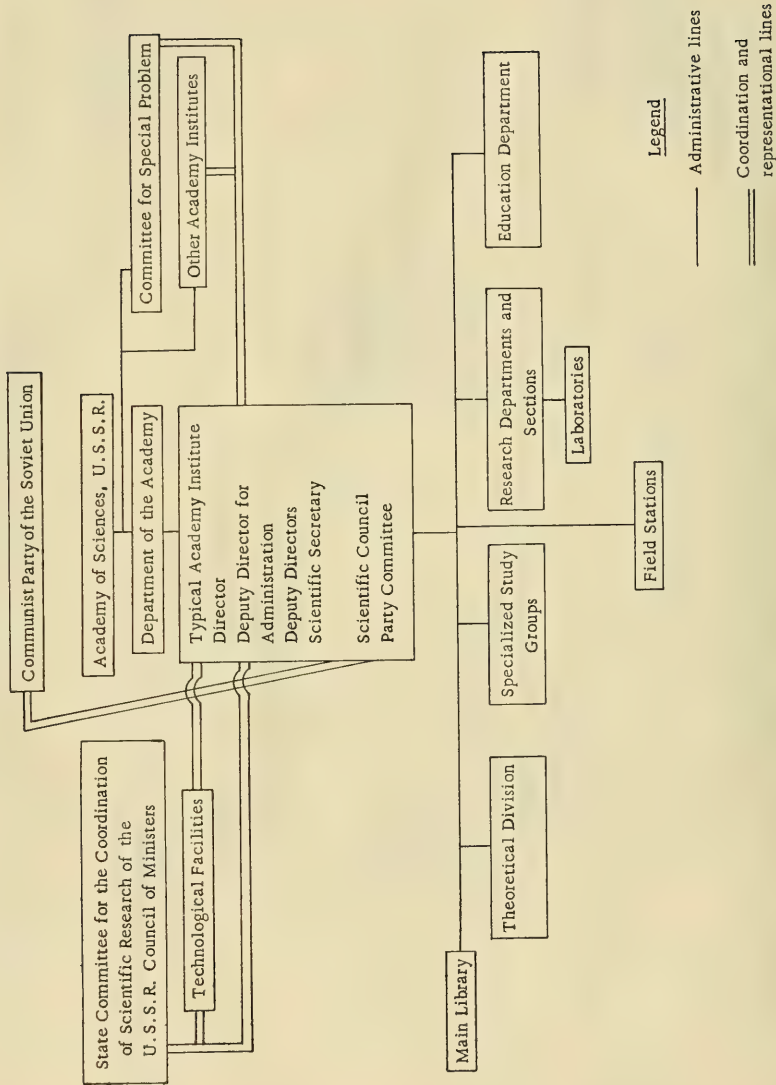 Communist Party of the Soviet Union
State Committee for the Coordination
of Scientific Research of the
U.S.S.R. Council of Ministers
Academy of Sciences, U.S.S.R.
Committee for Special Problem
Department of the Academy
Other Academy Institutes
Technological Facilities
Typical Academy Institute
Director
Deputy Director for
Administration
Deputy Directors
Scientific Secretary
Scientific Council
Party Committee
Main Library
Theoretical Division
Specialized Study
Groups
Research Departments and
Sections
Education Department
Laboratories
Field Stations
Legend
Administrative lines
Coordination and
representational lines